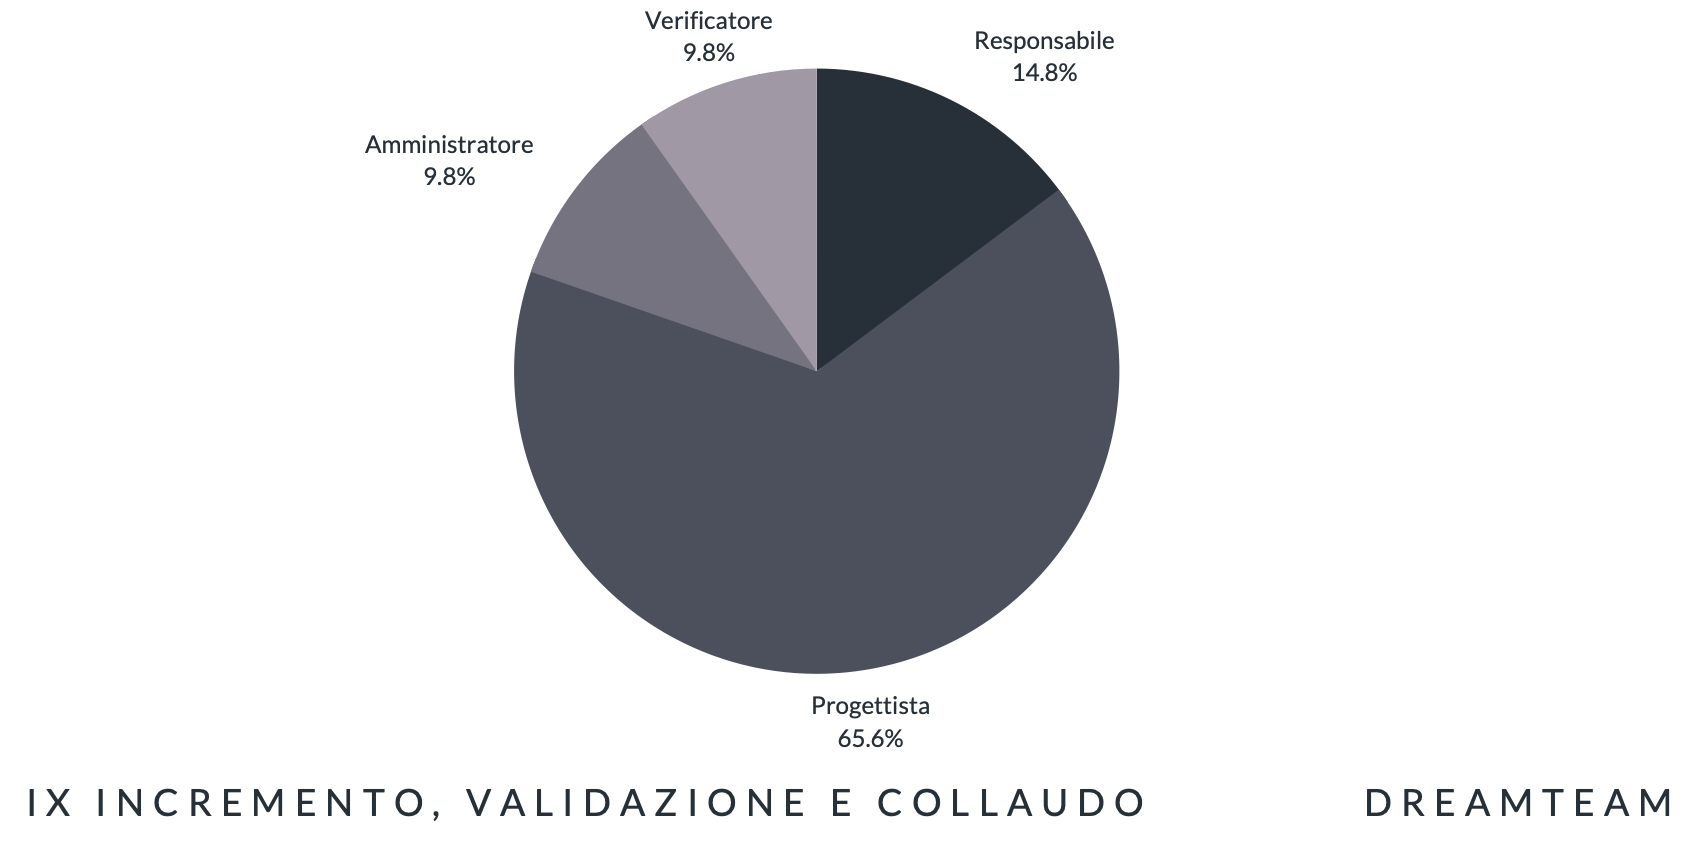 Verificatore
9.8%
Responsabile
14.8%
Amministratore
9.8%
Progettista
65.6%
IX INCREMENTO, VALIDAZIONE E COLLAUDO
DREAMTEAM